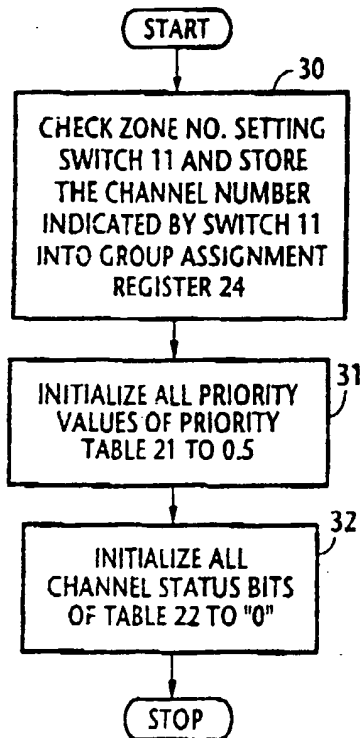 START
30
CHECK ZONE NO. SETTING
SWITCH 11 AND STORE
THE CHANNEL NUMBER
INDICATED BY SWITCH 11
INTO GROUP ASSIGNMENT
REGISTER 24
31
INITIALIZE ALL PRIORITY
VALUES OF PRIORITY
TABLE 21 TO 0.5
32
INITIALIZE ALL
CHANNEL STATUS BITS
OF TABLE 22 TO "0"
STOP